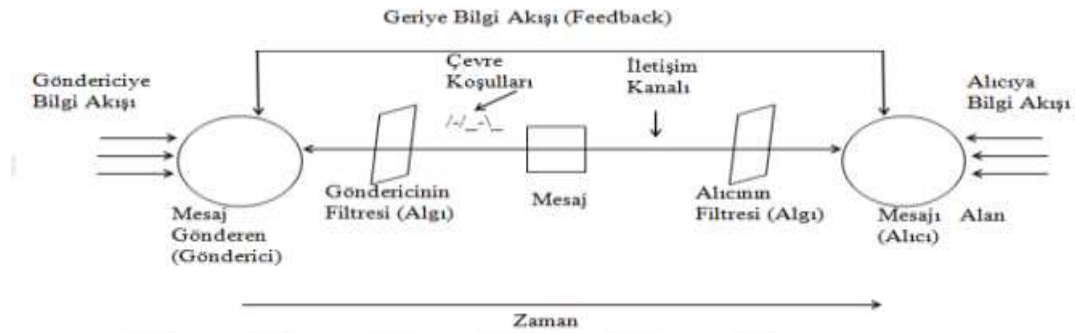 Geriye Bilgi Akışı (Feedback)
Göndericiye
Bilgi Akışı
Çevre
Koşulları
İletişim
Kanalı
Alıcıya
Bilgi Akışı
/-/_-\_
Mesaj
Gönderen
(Gönderici)
Göndericinin
Filtresi (Algı)
Mesaj
Alıcının
Filtresi (Algı)
Mesajı Alan
(Alıcı)
Zaman